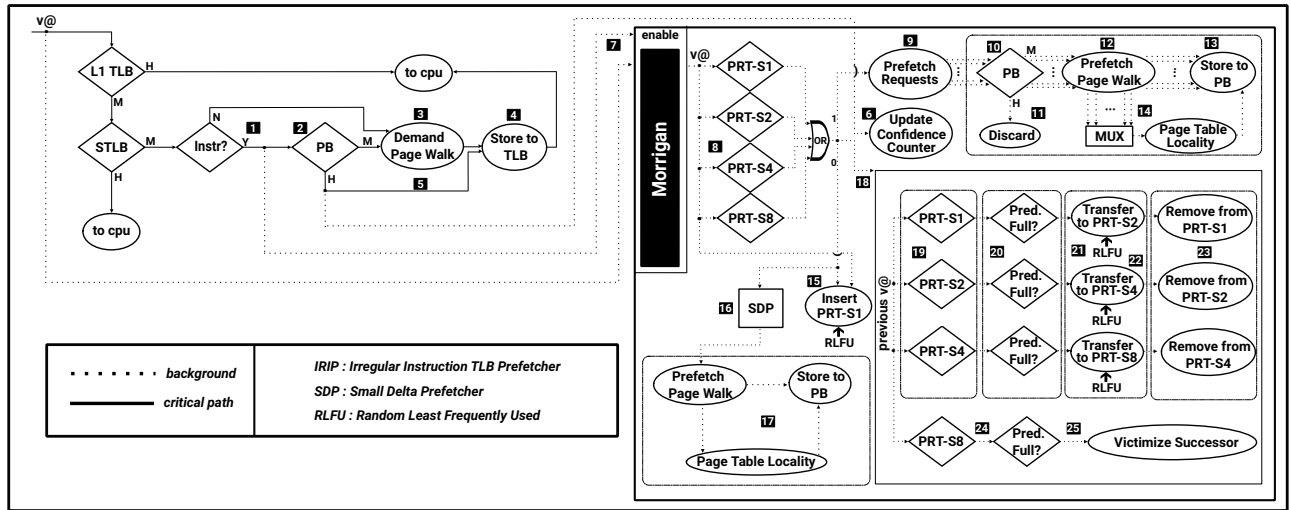 v@
L1 TLB
H
M
to cpu
STLB
M
H
to cpu
Instr?
N
1
Y
2
PB
M
H
3
Demand
Page Walk
4
Store to
TLB
5
7
enable
Morrigan
v@
8
PRT-S1
PRT-S2
PRT-S4
PRT-S8
OR
1
0
9
Prefetch
Requests
6
Update
Confidence
Counter
10
PB
M
H
11
Discard
12
Prefetch
Page Walk
...
MUX
14
Page Table
Locality
13
Store to
PB
15
Insert
PRT-S1
RLFU
16
SDP
Prefetch
Page Walk
Store to
PB
17
Page Table Locality
18
previous v@
PRT-S1
Pred.
Full?
Transfer
to PRT-S2
Remove from
PRT-S1
19
20
21
RLFU
22
23
PRT-S2
Pred.
Full?
Transfer
to PRT-S4
Remove from
PRT-S2
RLFU
PRT-S4
Pred.
Full?
Transfer
to PRT-S8
Remove from
PRT-S4
RLFU
PRT-S8
24
Pred.
Full?
25
Victimize Successor
background
critical path
IRIP : Irregular Instruction TLB Prefetcher
SDP : Small Delta Prefetcher
RLFU : Random Least Frequently Used